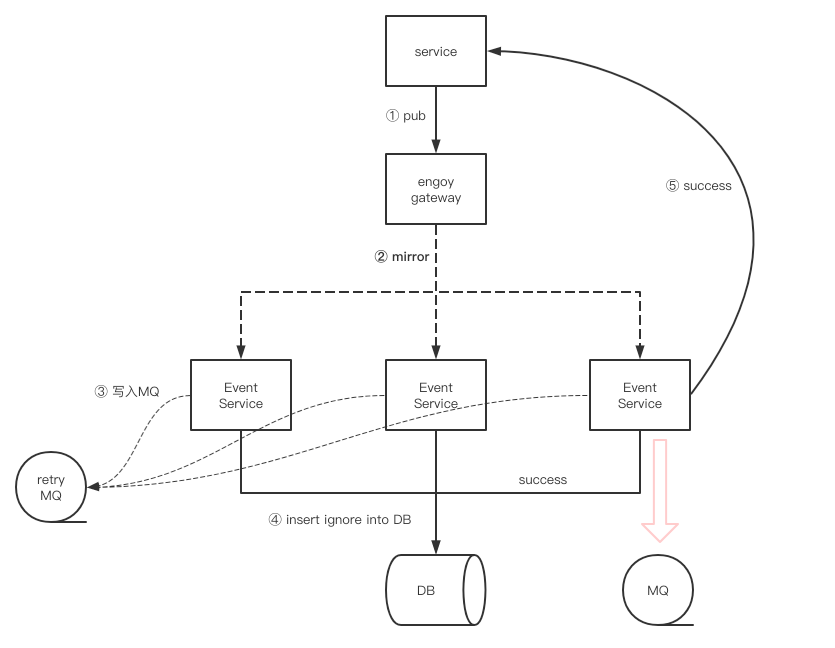 service
① pub
engoy
gateway
⑤ success
② mirror
③ 写入MQ
Event
Service
Event
Service
Event
Service
retry
MQ
success
④ insert ignore into DB
DB
MQ